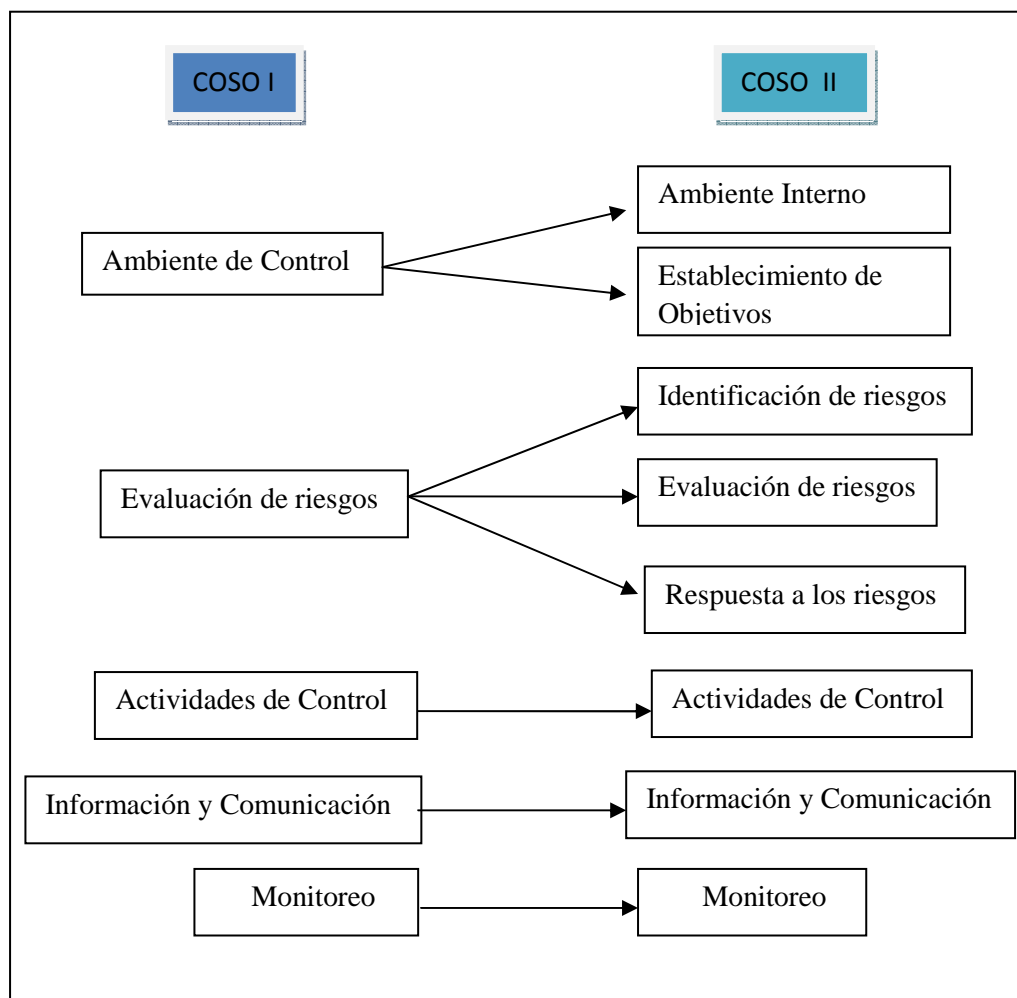 COSO I
COSO II
Ambiente de Control
Ambiente Interno
Establecimiento de
Objetivos
Evaluación de riesgos
Identificación de riesgos
Evaluación de riesgos
Respuesta a los riesgos
Actividades de Control
Actividades de Control
Información y Comunicación
Información y Comunicación
Monitoreo
Monitoreo